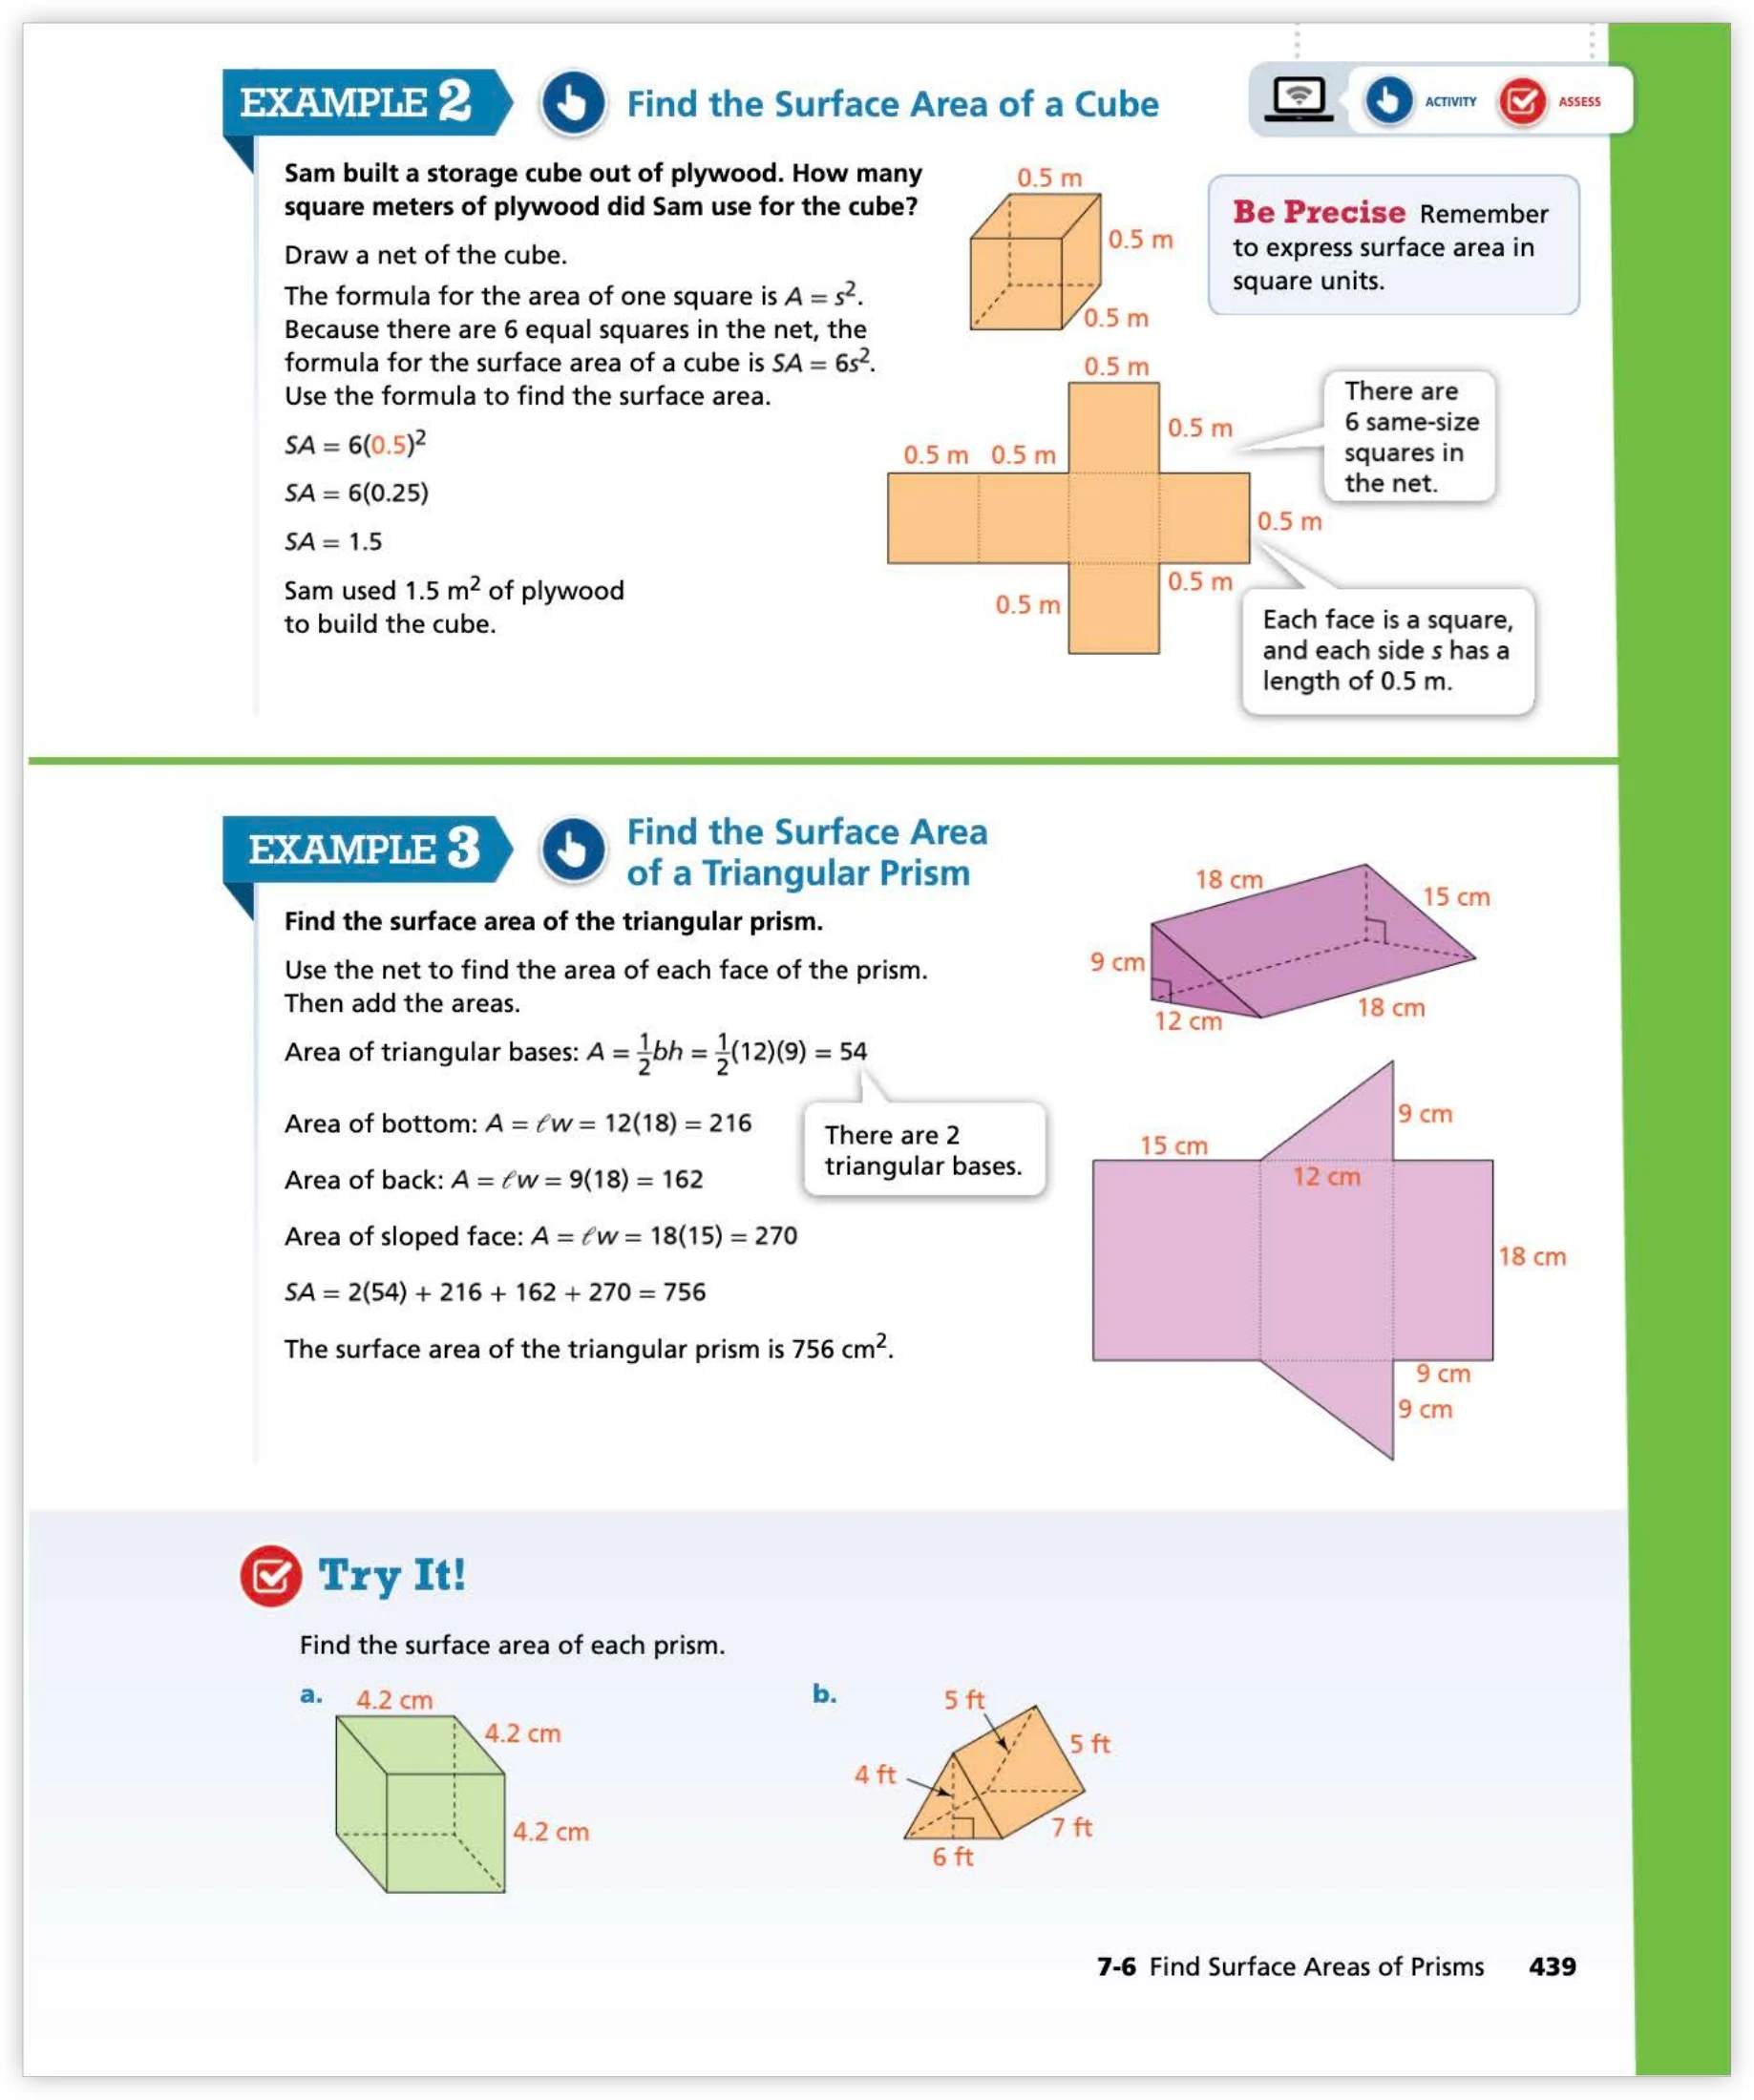 EXAMPLE 2
Find the Surface Area of a Cube
ACTIVITY
ASSESS
Sam built a storage cube out of plywood. How many
square meters of plywood did Sam use for the cube?
Draw a net of the cube.
The formula for the area of one square is A = s².
Because there are 6 equal squares in the net, the
formula for the surface area of a cube is SA = 6s².
Use the formula to find the surface area.
SA = 6(0.5)²
SA = 6(0.25)
SA = 1.5
Sam used 1.5 m² of plywood
to build the cube.
0.5 m
0.5 m
0.5 m
Be Precise Remember
to express surface area in
square units.
0.5 m
0.5 m
0.5 m 0.5 m
0.5 m
0.5 m
0.5 m
There are
6 same-size
squares in
the net.
Each face is a square,
and each side s has a
length of 0.5 m.
EXAMPLE 3
Find the Surface Area
of a Triangular Prism
Find the surface area of the triangular prism.
Use the net to find the area of each face of the prism.
Then add the areas.
Area of triangular bases: A = ½bh = ½(12)(9) = 54
There are 2
triangular bases.
Area of bottom: A = ℓw = 12(18) = 216
Area of back: A = ℓw = 9(18) = 162
Area of sloped face: A = ℓw = 18(15) = 270
SA = 2(54) + 216 + 162 + 270 = 756
The surface area of the triangular prism is 756 cm².
18 cm
15 cm
9 cm
12 cm
18 cm
9 cm
15 cm
12 cm
18 cm
9 cm
9 cm
Try It!
Find the surface area of each prism.
a.
4.2 cm
4.2 cm
4.2 cm
b.
5 ft
5 ft
4 ft
7 ft
6 ft
7-6 Find Surface Areas of Prisms 439